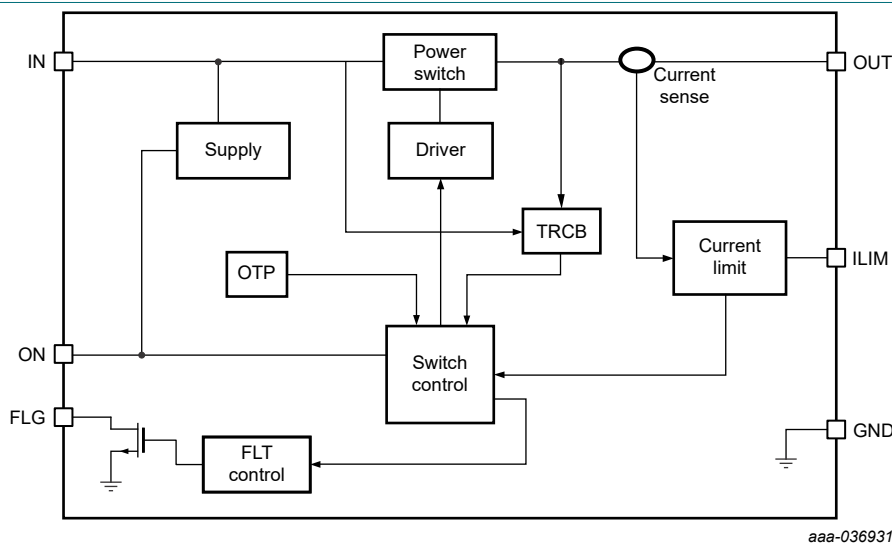 IN
Power
switch
OUT
Current
sense
Supply
Driver
TRCB
Current
limit
ILIM
OTP
ON
Switch
control
FLG
GND
FLT
control
aaa-036931